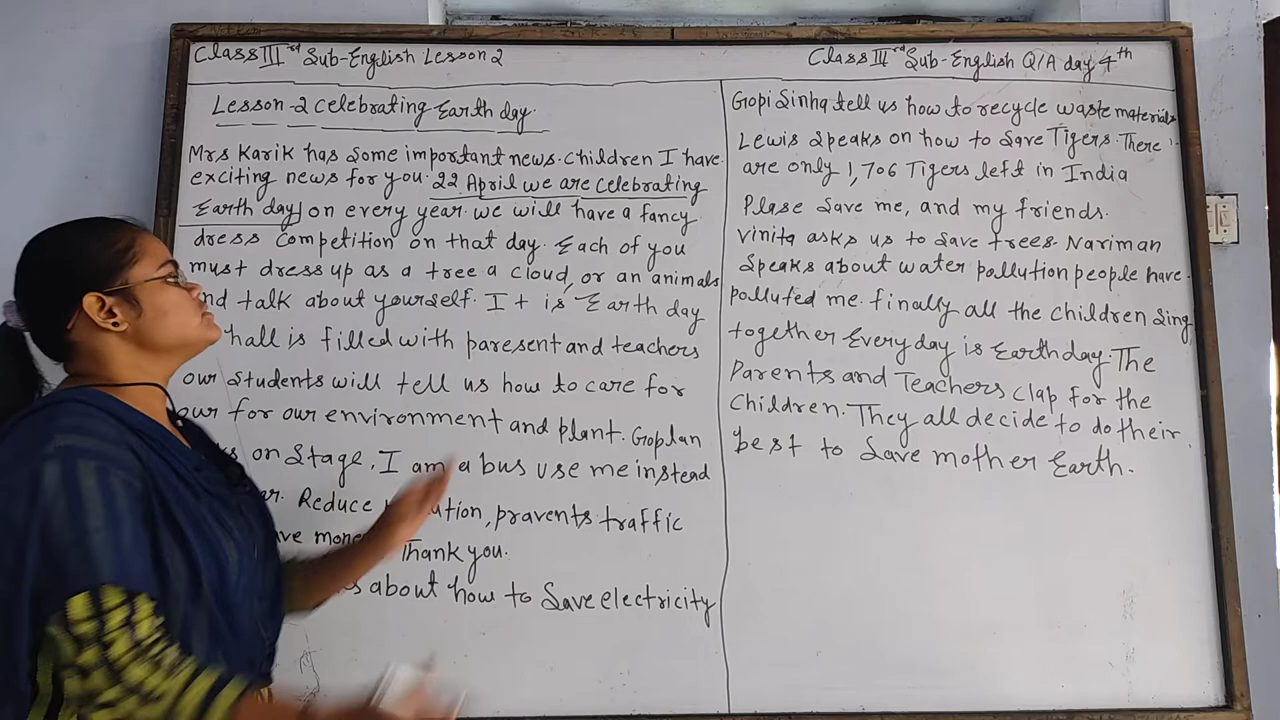 Class III rd Sub-English Lesson 2
Lesson-2 Celebrating Earth day.
Mrs Karik has Some important news. Children I have
exciting news for you. 22 April we are celebrating
Earth day on every year. we will have a fancy
dress Competition on that day. Each of you
must dress up as a tree a cloud, or an animals
nd talk about yourself. It is Earth day
hall is filled with paresent and teachers
our Students will tell us how to care for
our for our environment and plant. Goplan
on Stage. I am a bus use me instead
Reduce, pravents traffic
Thank you.
about how to Save electricity
Class III rd Sub-English Q/A day 4th
Gopi Sinha tell us how to recycle waste materials
Lewis Speaks on how to Save Tigers. There
are only 1,706 Tigers left in India
Plase Save me, and my friends.
Vinita asks us to Save trees. Nariman
Speaks about water pollution people have.
polluted me. finally all the Children Sing
together Every day is Earth day. The
Parents and Teachers Clap for the
Children. They all decide to do their
best to Save mother Earth.